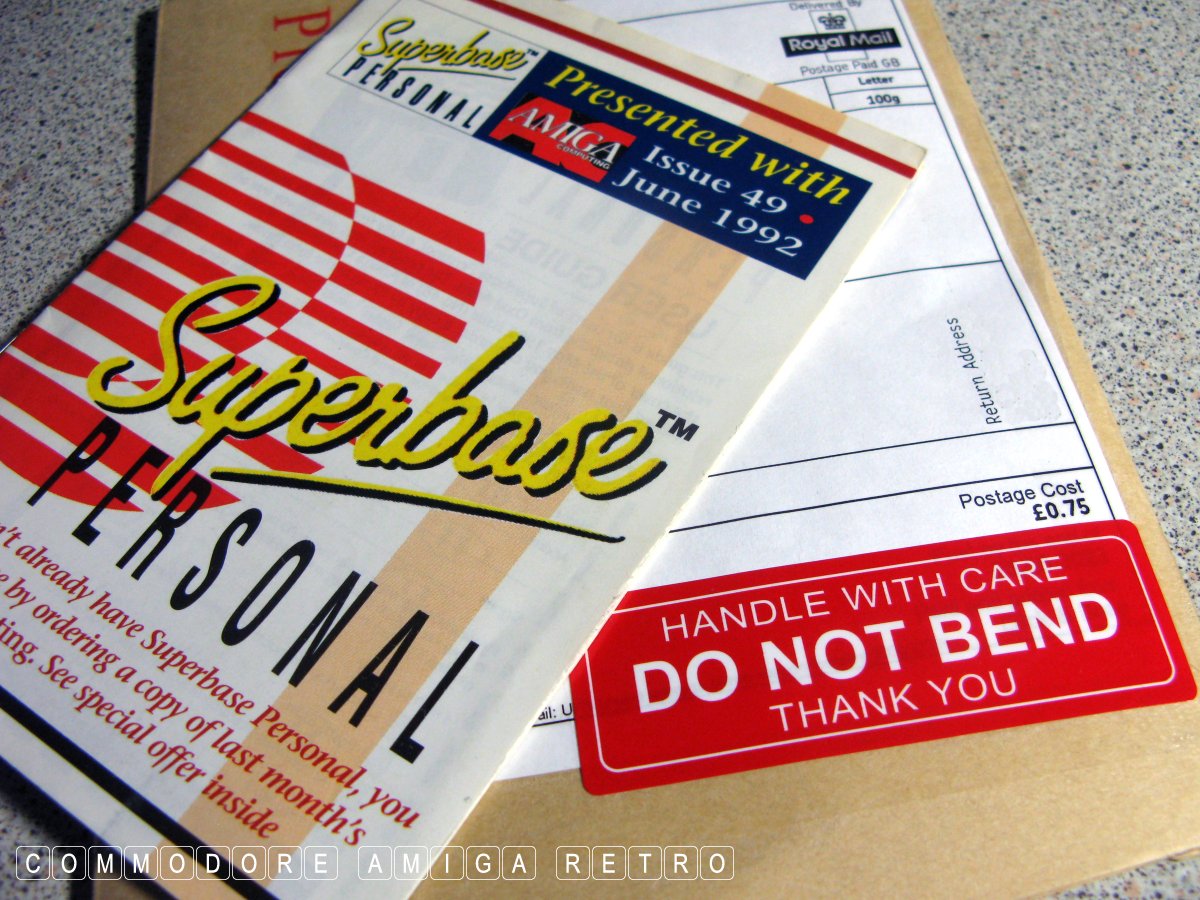 Superbase™
PERSONAL
Presented with
AMIGA
COMPUTING
Issue 49 •
June 1992
Superbase™
PERSONAL
already have Superbase Personal, you
by ordering a copy of last month's
See special offer inside
Delivered By
Royal Mail
Postage Paid GB
Letter
100g
Return Address
Postage Cost
£0.75
HANDLE WITH CARE
DO NOT BEND
THANK YOU
COMMODORE AMIGA RETRO